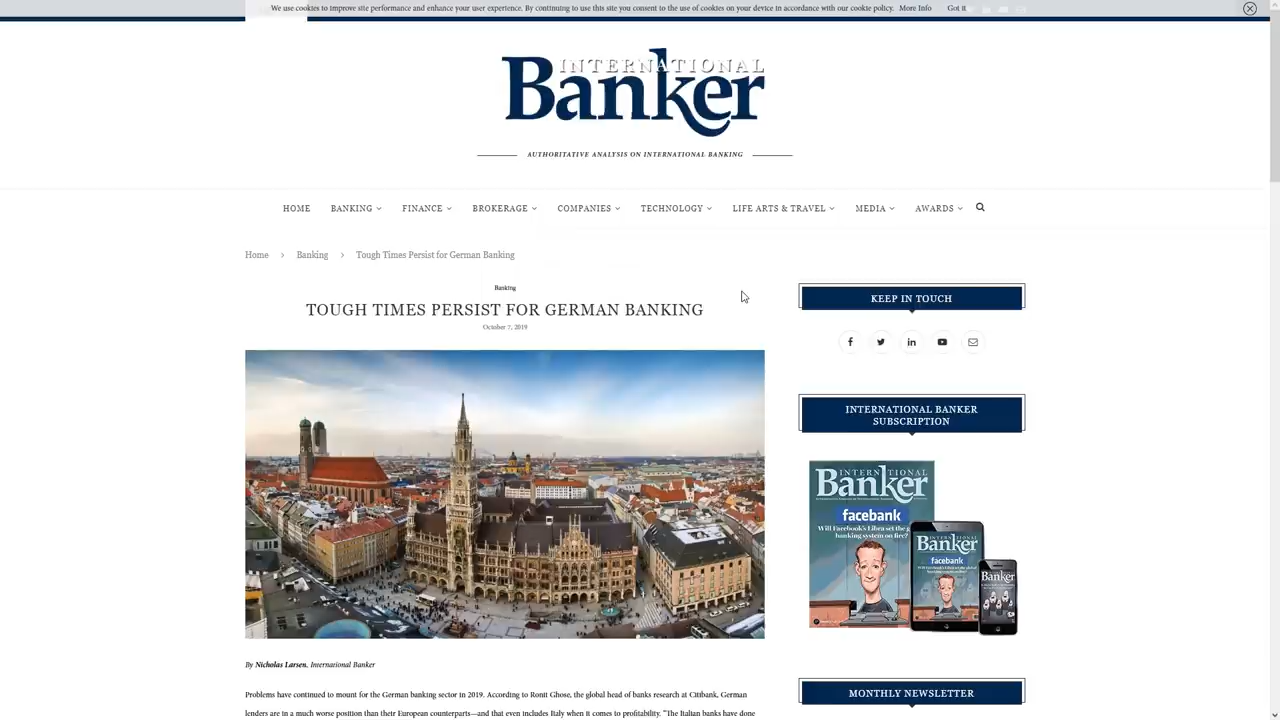 We use cookies to improve site performance and enhance your user experience. By continuing to use this site you consent to the use of cookies on your device in accordance with our cookie policy. More Info Got it
INTERNATIONAL
Banker
AUTHORITATIVE ANALYSIS ON INTERNATIONAL BANKING
HOME BANKING FINANCE BROKERAGE COMPANIES TECHNOLOGY LIFE ARTS & TRAVEL MEDIA AWARDS
Home > Banking > Tough Times Persist for German Banking
Banking
TOUGH TIMES PERSIST FOR GERMAN BANKING
October 7, 2019
By Nicholas Larsen, International Banker
Problems have continued to mount for the German banking sector in 2019. According to Ronit Ghose, the global head of banks research at Citibank, German
lenders are in a much worse position than their European counterparts—and that even includes Italy when it comes to profitability. "The Italian banks have done
KEEP IN TOUCH
INTERNATIONAL BANKER
SUBSCRIPTION
INTERNATIONAL
Banker
facebank
Will Facebook's Libra set the
banking system on fire?
Banker
facebank
Banker
MONTHLY NEWSLETTER